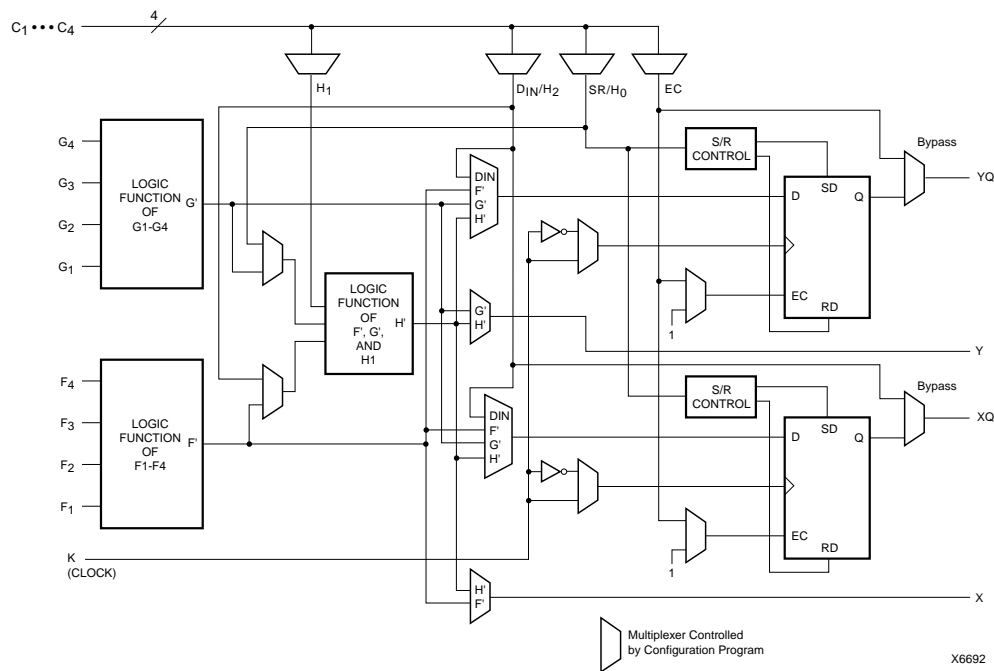 C1 ••• C4
4
H1
DIN/H2
SR/H0
EC
G4
G3
G2
G1
LOGIC
FUNCTION
OF
G1-G4
G'
DIN
F'
G'
H'
S/R
CONTROL
Bypass
YQ
D
SD
Q
EC
RD
1
LOGIC
FUNCTION
OF
F', G',
AND
H1
H'
G'
H'
Y
F4
F3
F2
F1
LOGIC
FUNCTION
OF
F1-F4
F'
DIN
F'
G'
H'
S/R
CONTROL
Bypass
XQ
D
SD
Q
EC
RD
1
K
(CLOCK)
H'
F'
X
Multiplexer Controlled
by Configuration Program
X6692